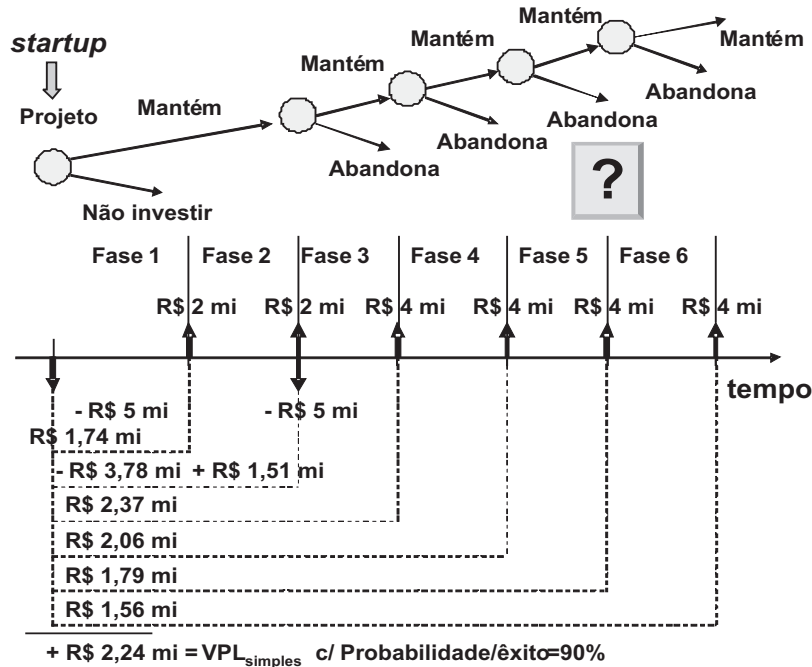 Mantém
Mantém
startup
Mantém
Mantém
Abandona
Projeto
Mantém
Abandona
Abandona
Abandona
?
Não investir
Fase 1 Fase 2 Fase 3 Fase 4 Fase 5 Fase 6
R$ 2 mi R$ 2 mi R$ 4 mi R$ 4 mi R$ 4 mi R$ 4 mi
tempo
- R$ 5 mi - R$ 5 mi
R$ 1,74 mi
- R$ 3,78 mi + R$ 1,51 mi
R$ 2,37 mi
R$ 2,06 mi
R$ 1,79 mi
R$ 1,56 mi
+ R$ 2,24 mi = VPLsimples c/ Probabilidade/êxito=90%